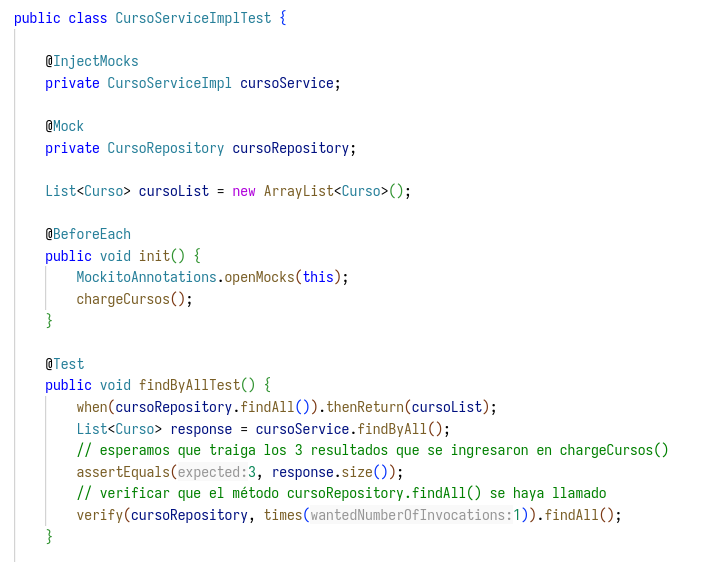 public class CursoServiceImplTest {
@InjectMocks
private CursoServiceImpl cursoService;
@Mock
private CursoRepository cursoRepository;
List<Curso> cursoList = new ArrayList<Curso>();
@BeforeEach
public void init() {
MockitoAnnotations.openMocks(this);
chargeCursos();
}
@Test
public void findByAllTest() {
when(cursoRepository.findAll()).thenReturn(cursoList);
List<Curso> response = cursoService.findByAll();
// esperamos que traiga los 3 resultados que se ingresaron en chargeCursos()
assertEquals(expected:3, response.size());
// verificar que el método cursoRepository.findAll() se haya llamado
verify(cursoRepository, times(wantedNumberOfInvocations:1)).findAll();
}